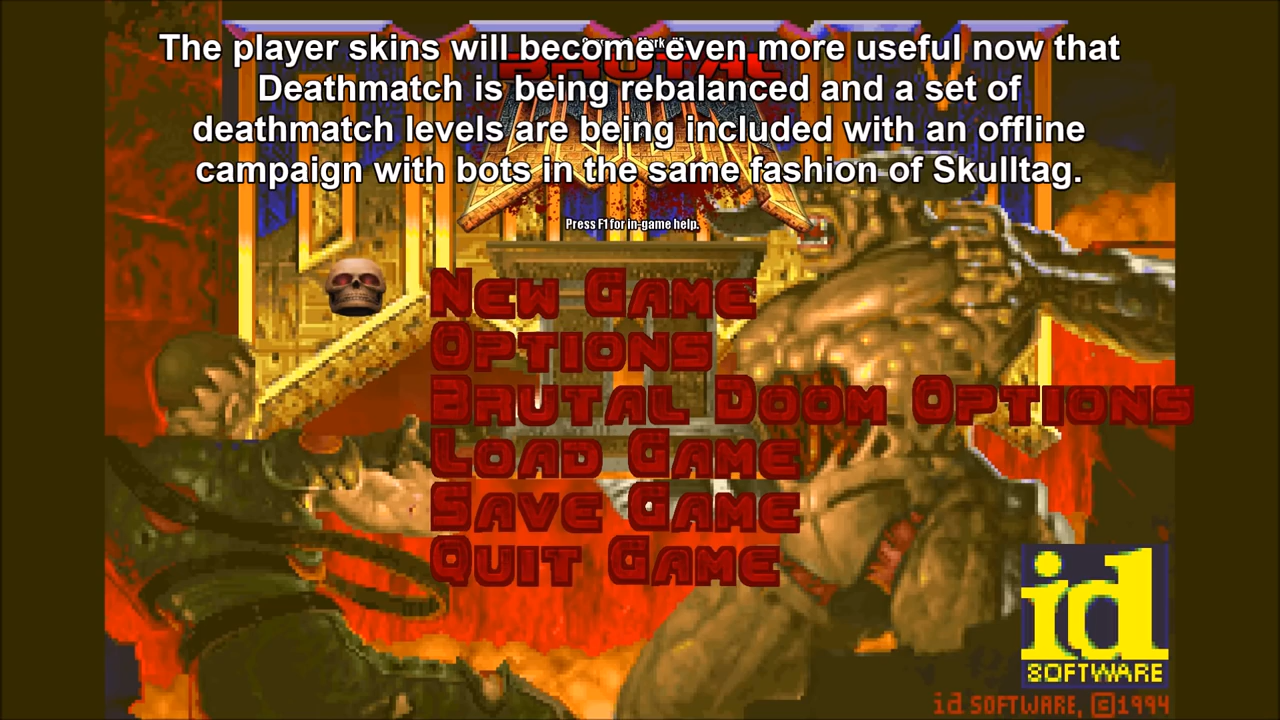 The player skins will become even more useful now that
Deathmatch is being rebalanced and a set of
deathmatch levels are being included with an offline
campaign with bots in the same fashion of Skulltag.
BRUTAL
DOOM
Press F1 for in-game help.
New Game
Options
Brutal Doom Options
Load Game
Save Game
Quit Game
id
SOFTWARE
id SOFTWARE, ©1994